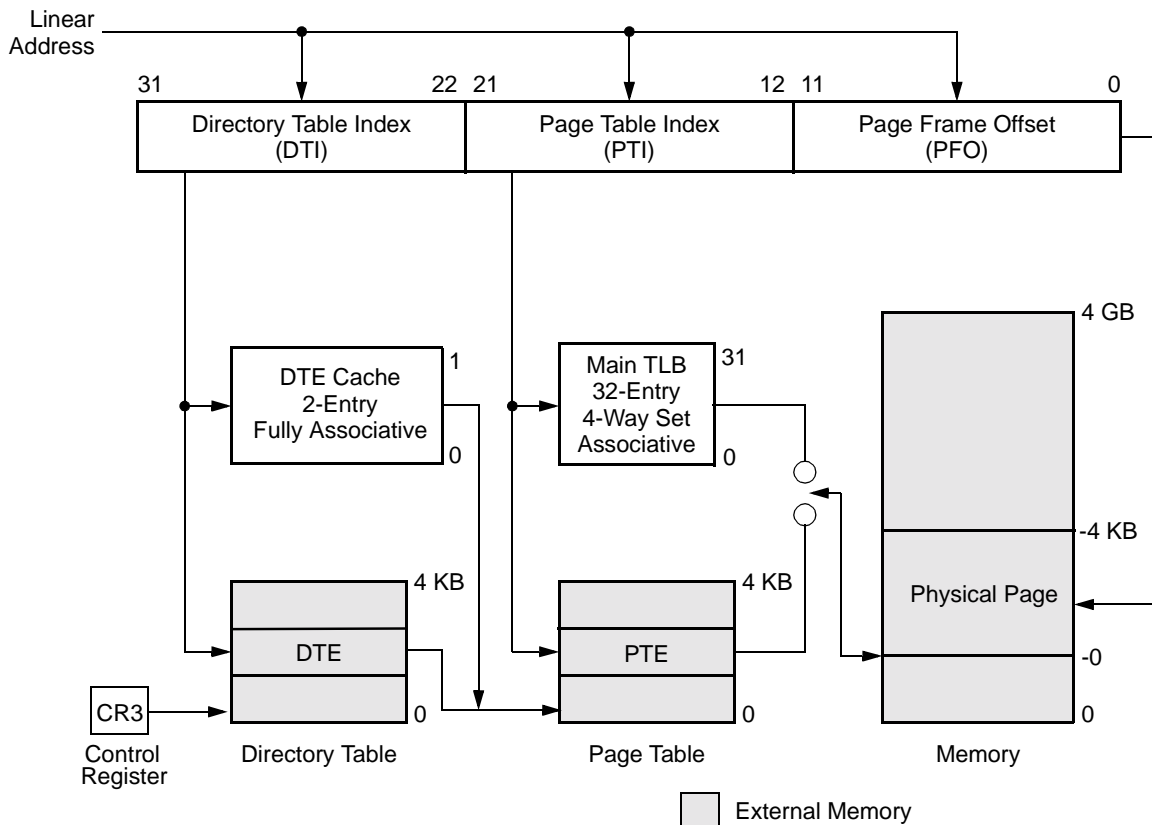 Linear
Address
31
22
21
12
11
0
Directory Table Index
(DTI)
Page Table Index
(PTI)
Page Frame Offset
(PFO)
4 GB
DTE Cache
2-Entry
Fully Associative
1
0
Main TLB
32-Entry
4-Way Set
Associative
31
0
-4 KB
Physical Page
-0
0
4 KB
DTE
0
4 KB
PTE
0
CR3
Control
Register
Directory Table
Page Table
Memory
External Memory